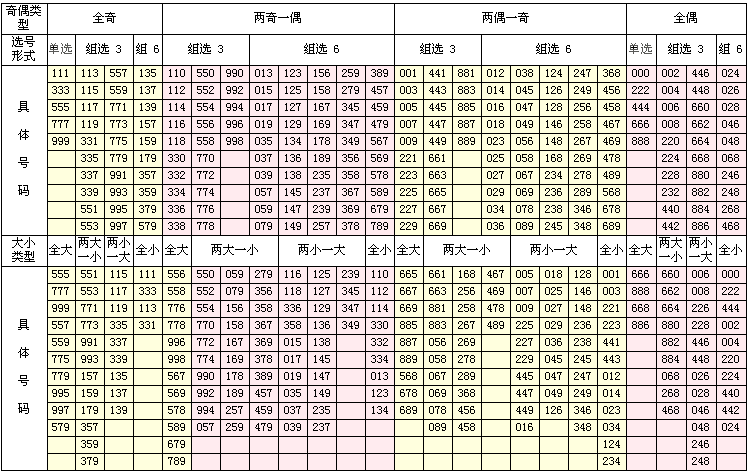 奇偶类型 全奇 两奇一偶 两偶一奇 全偶
选号形式 单选 组选 3 组 6 组选 3 组选 6 组选 3 组选 6 单选 组选 3 组 6
具体号码
111 113 557 135 110 550 990 013 123 156 259 389 001 441 881 012 038 124 247 368 000 002 446 024
333 115 559 137 112 552 992 015 125 158 279 457 003 443 883 014 045 126 249 456 222 004 448 026
555 117 771 139 114 554 994 017 127 167 345 459 005 445 885 016 047 128 256 458 444 006 660 028
777 119 773 157 116 556 996 019 129 169 347 479 007 447 887 018 049 146 258 467 666 008 662 046
999 331 775 159 118 558 998 035 134 178 349 567 009 449 889 023 056 148 267 469 888 220 664 048
335 779 179 330 770 037 136 189 356 569 221 661 025 058 168 269 478 224 668 068
337 991 357 332 772 039 138 235 358 578 223 663 027 067 234 278 489 228 880 246
339 993 359 334 774 057 145 237 367 589 225 665 029 069 236 289 568 232 882 248
551 995 379 336 776 059 147 239 369 679 227 667 034 078 238 346 678 440 884 268
553 997 579 338 778 079 149 257 378 789 229 669 036 089 245 348 689 442 886 468
大小类型 全大 两大一小 两小一大 全小 全大 两大一小 两小一大 全小 全大 两大一小 两小一大 全小 全大 两大一小 两小一大 全小
具体号码
555 551 115 111 556 550 059 279 116 125 239 110 665 661 168 467 005 018 128 001 666 660 006 000
777 553 117 333 558 552 079 356 118 127 345 112 667 663 256 469 007 025 146 003 888 662 008 222
999 771 119 113 776 554 156 358 336 129 347 114 669 881 258 478 009 027 148 221 668 664 226 444
557 773 335 331 778 770 158 367 358 136 349 330 885 883 267 489 225 029 236 223 886 880 228 002
559 991 337 996 772 167 369 015 138 332 887 056 269 227 036 238 441 882 446 004
775 993 339 998 774 169 378 017 145 334 889 058 278 229 045 245 443 884 448 220
779 157 135 567 990 178 389 019 147 013 568 067 289 445 047 247 012 068 026 224
995 159 137 569 992 189 457 035 149 123 678 069 368 447 049 249 014 268 028 440
997 179 139 578 994 257 459 037 235 134 689 078 456 449 126 346 023 468 046 442
579 357 589 057 259 479 039 237 089 458 016 348 034 048 024
359 679 124 246
379 789 234 248